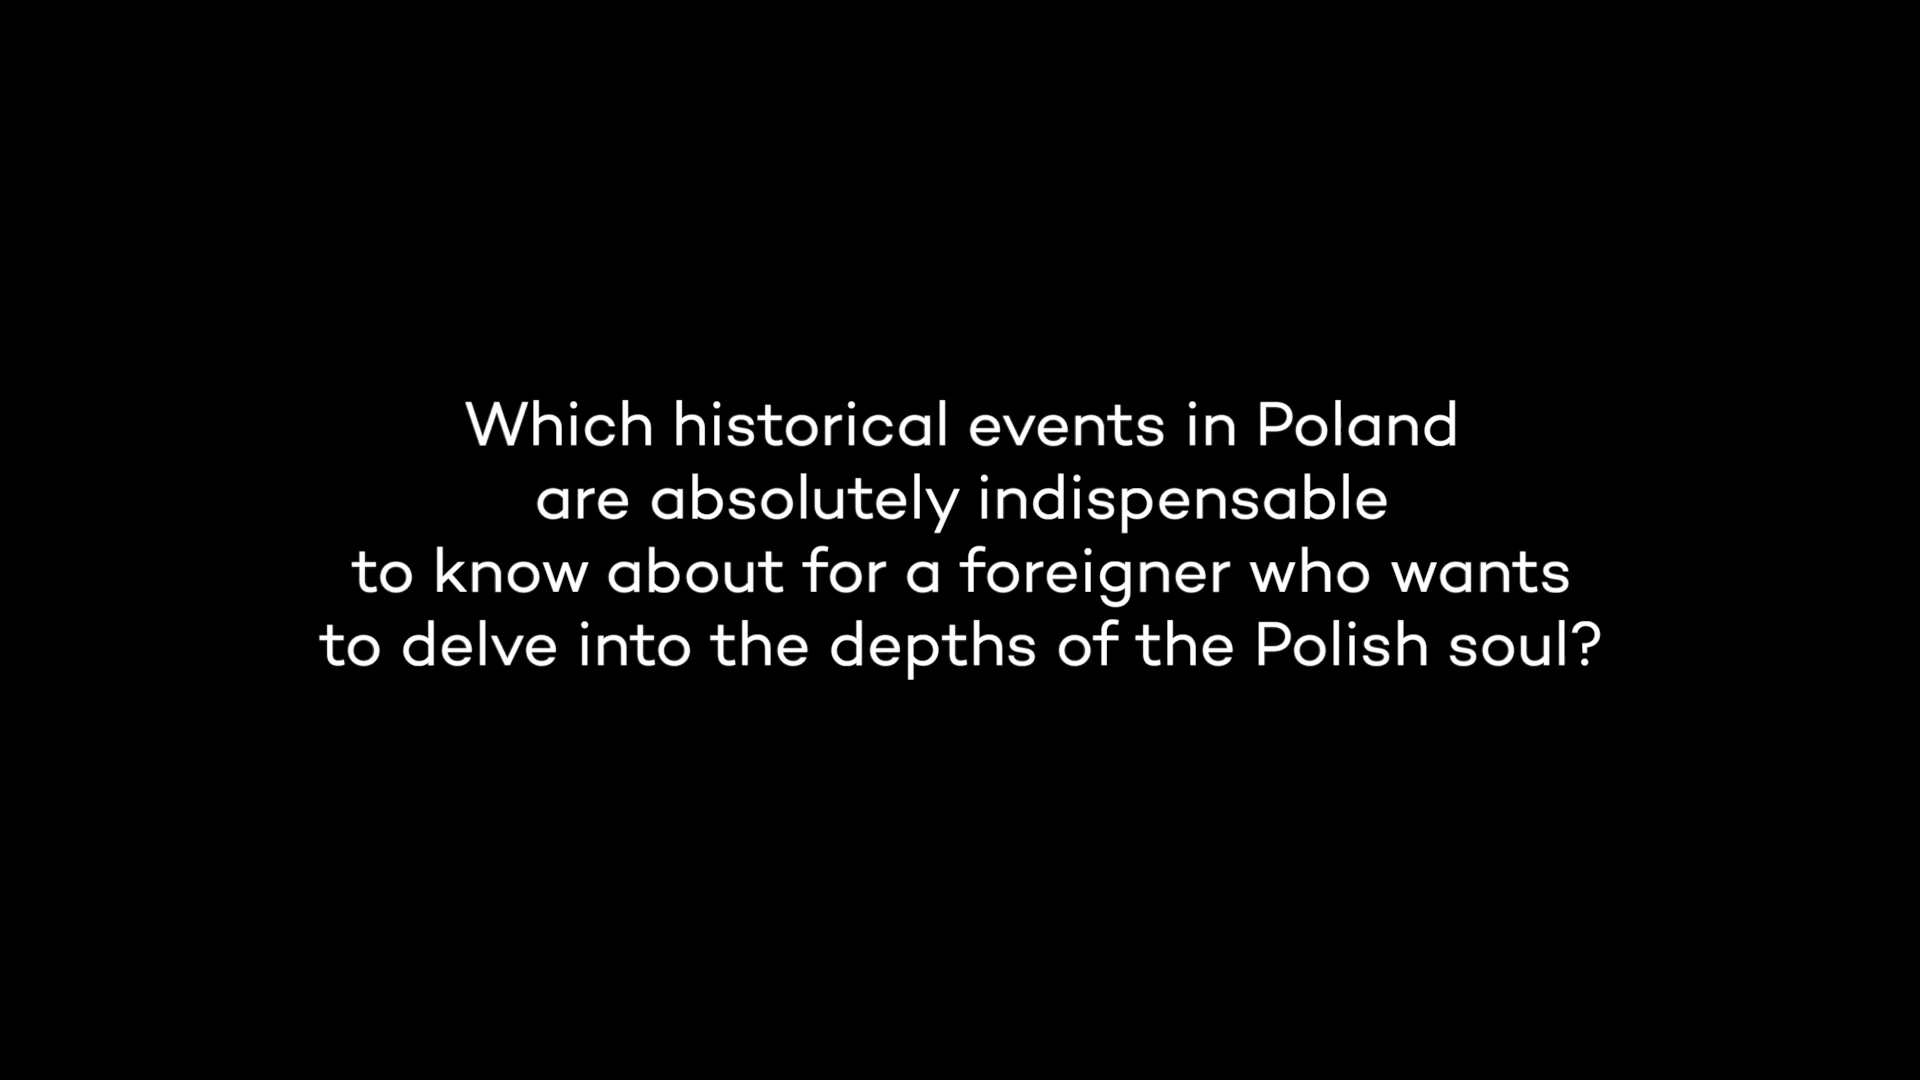 Which historical events in Poland
are absolutely indispensable
to know about for a foreigner who wants
to delve into the depths of the Polish soul?